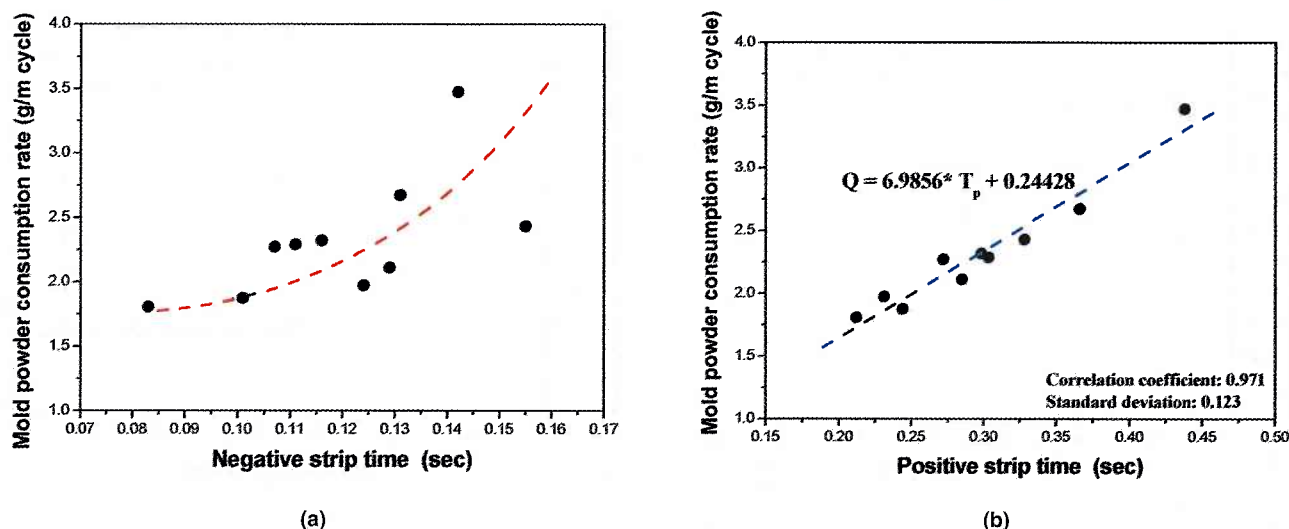 Mold powder consumption rate (g/m cycle)
4.0
3.5
3.0
2.5
2.0
1.5
1.0
0.07 0.08 0.09 0.10 0.11 0.12 0.13 0.14 0.15 0.16 0.17
Negative strip time (sec)
(a)
Mold powder consumption rate (g/m cycle)
4.0
3.5
3.0
2.5
2.0
1.5
1.0
Q = 6.9856* Tp + 0.24428
Correlation coefficient: 0.971
Standard deviation: 0.123
0.15 0.20 0.25 0.30 0.35 0.40 0.45 0.50
Positive strip time (sec)
(b)